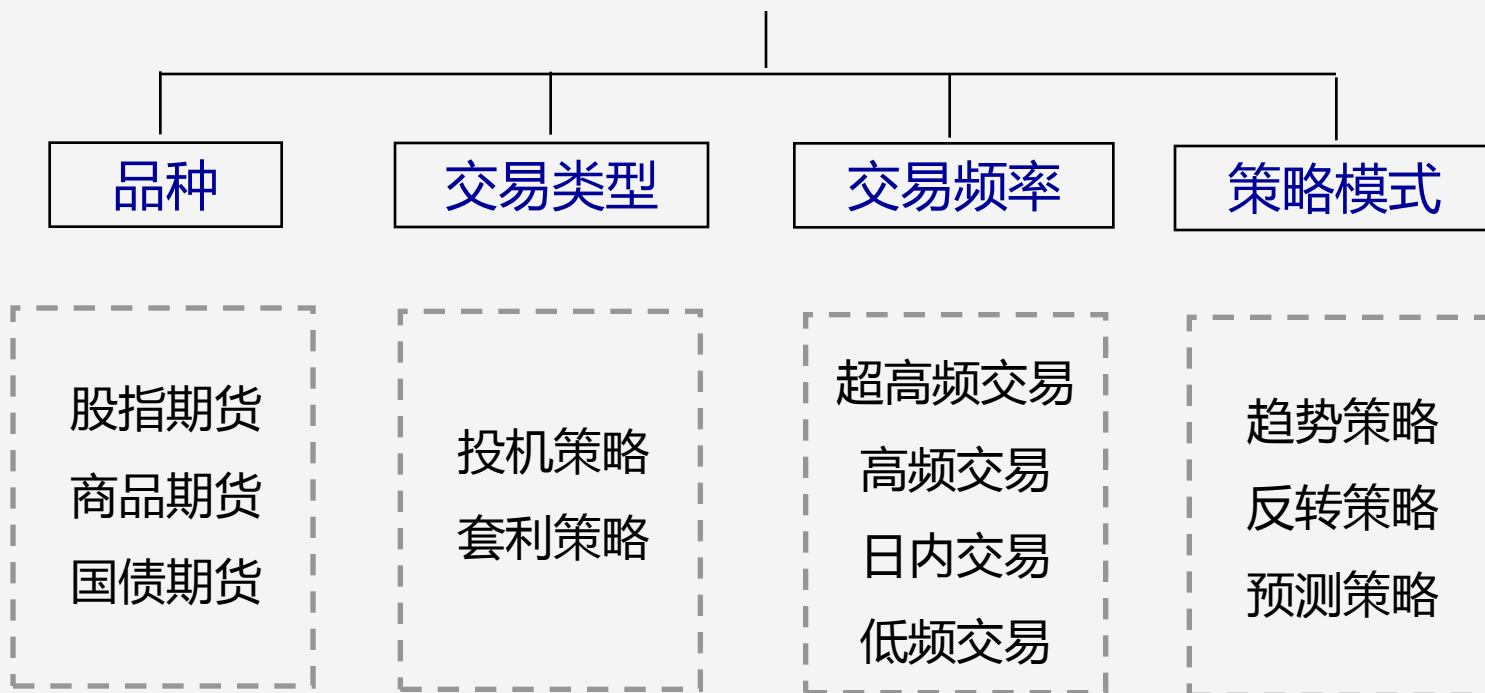 品种
交易类型
交易频率
策略模式
股指期货
商品期货
国债期货
投机策略
套利策略
超高频交易
高频交易
日内交易
低频交易
趋势策略
反转策略
预测策略